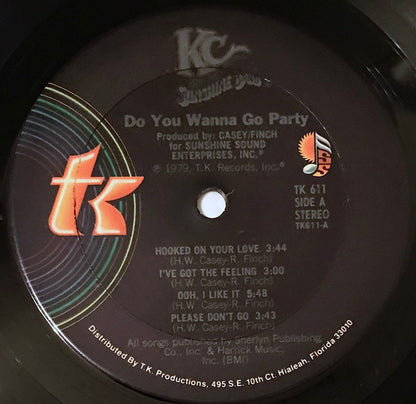 KC
SUNSHINE BAND
Do You Wanna Go Party
Produced by: CASEY/FINCH
for SUNSHINE SOUND
ENTERPRISES, INC.®
℗ 1979, T.K. Records, Inc.®
tk
SSS
TK 611
SIDE A
STEREO
TK611-A
HOOKED ON YOUR LOVE 3:44
(H.W. Casey-R. Finch)
I'VE GOT THE FEELING 3:00
(H.W. Casey-R. Finch)
OOH, I LIKE IT 5:48
(H.W. Casey-R. Finch)
PLEASE DON'T GO 3:43
(H.W. Casey-R. Finch)
All songs published by Sherlyn Publishing
Co., Inc. & Harrick Music,
Inc. (BMI)
Distributed By T.K. Productions, 495 S.E. 10th Ct. Hialeah, Florida 33010